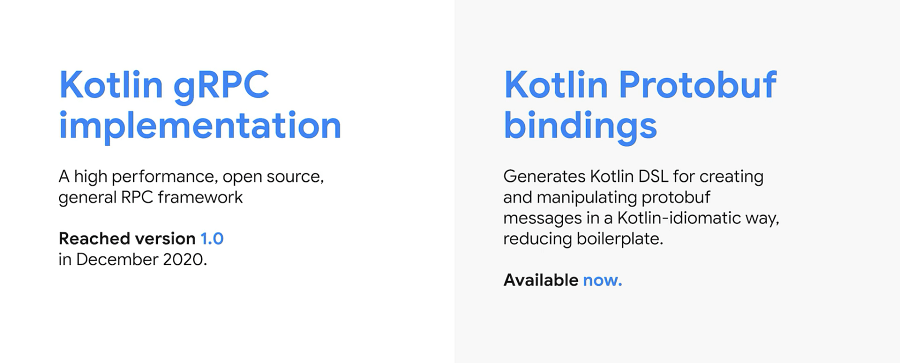 Kotlin gRPC
implementation
A high performance, open source,
general RPC framework
Reached version 1.0
in December 2020.
Kotlin Protobuf
bindings
Generates Kotlin DSL for creating
and manipulating protobuf
messages in a Kotlin-idiomatic way,
reducing boilerplate.
Available now.